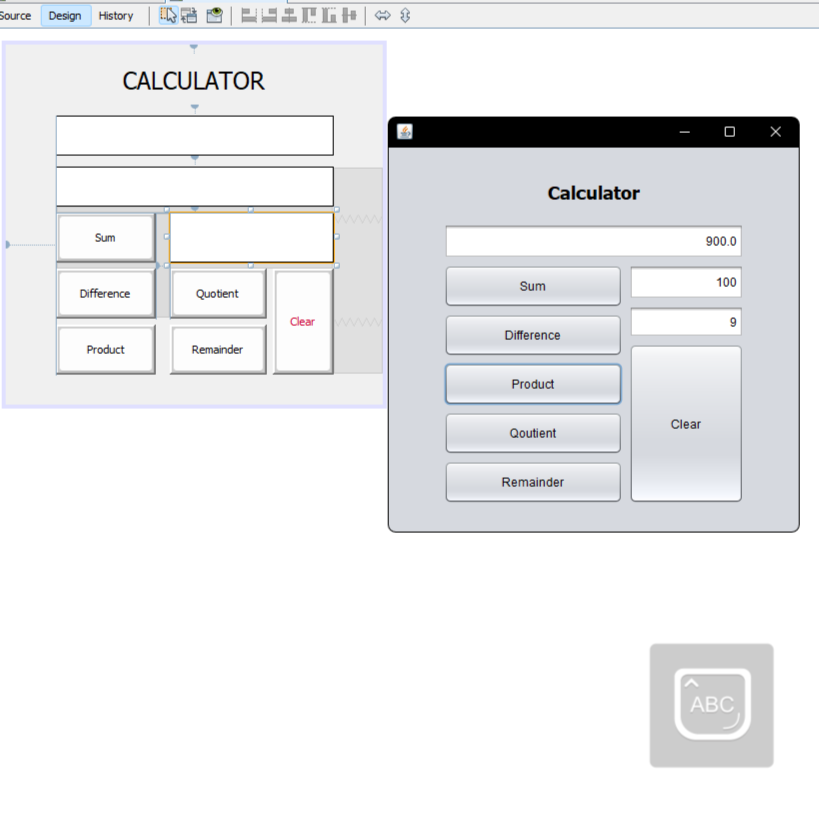 Source Design History
CALCULATOR
Sum
Difference
Quotient
Clear
Product
Remainder
Calculator
900.0
Sum
100
Difference
9
Product
Clear
Qoutient
Remainder
ABC